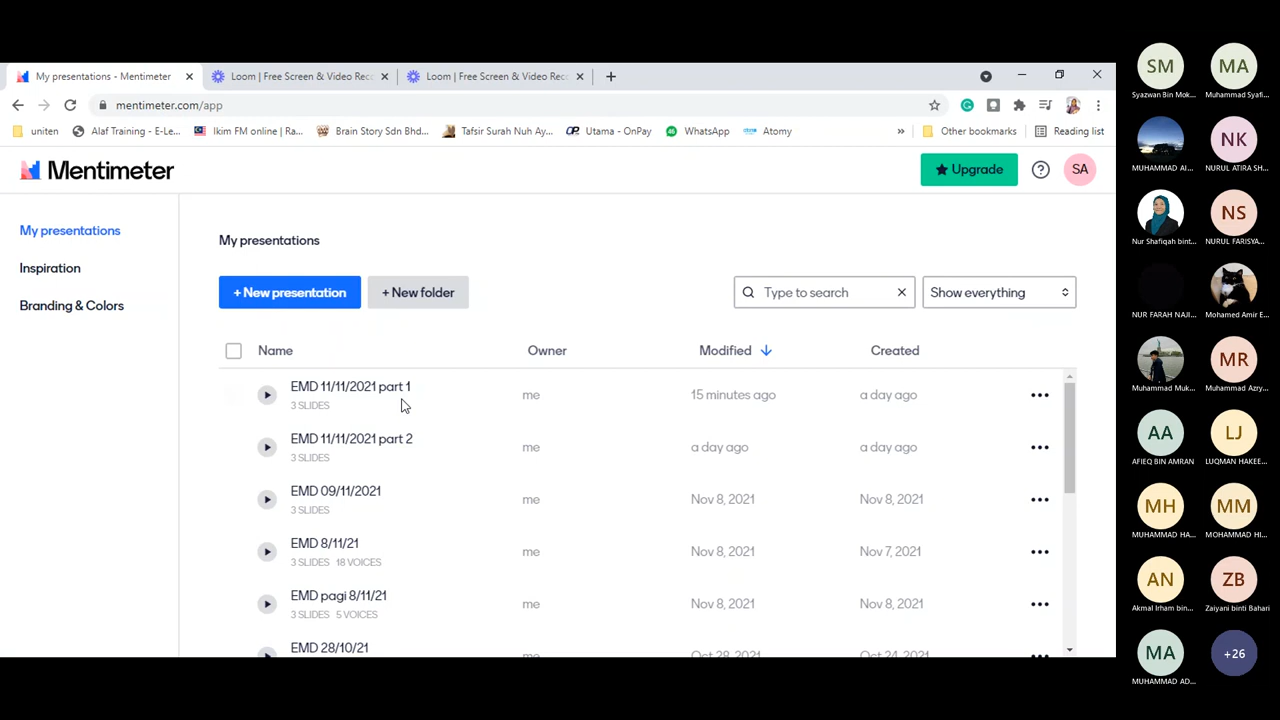 My presentations - Mentimeter
Loom | Free Screen & Video Rec
Loom | Free Screen & Video Rec
mentimeter.com/app
uniten
Alaf Training - E-Le...
Ikim FM online | Ra...
Brain Story Sdn Bhd...
Tafsir Surah Nuh Ay...
Utama - OnPay
WhatsApp
Atomy
»
Other bookmarks
Reading list
Mentimeter
Upgrade
SA
My presentations
Inspiration
Branding & Colors
My presentations
+ New presentation
+ New folder
Type to search
Show everything
Name Owner Modified Created
EMD 11/11/2021 part 1 me 15 minutes ago a day ago
3 SLIDES
EMD 11/11/2021 part 2 me a day ago a day ago
3 SLIDES
EMD 09/11/2021 me Nov 8, 2021 Nov 8, 2021
3 SLIDES
EMD 8/11/21 me Nov 8, 2021 Nov 7, 2021
3 SLIDES 18 VOICES
EMD pagi 8/11/21 me Nov 8, 2021 Nov 8, 2021
3 SLIDES 5 VOICES
EMD 28/10/21 me Oct 28, 2021 Oct 24, 2021
SM MA
Syazwan Bin Mok... Muhammad Syafi...
NK
MUHAMMAD AI... NURUL ATIRA SH...
NS
Nur Shafiqah bint... NURUL FARISYA...
NUR FARAH NAJI... Mohamed Amir E...
MR
Muhammad Muk... Muhammad Azry...
AA LJ
AFIEQ BIN AMRAN LUQMAN HAKEE...
MH MM
MUHAMMAD HA... MOHAMMAD HI...
AN ZB
Akmal Irham bin... Zaiyani binti Bahari
MA +26
MUHAMMAD AD...